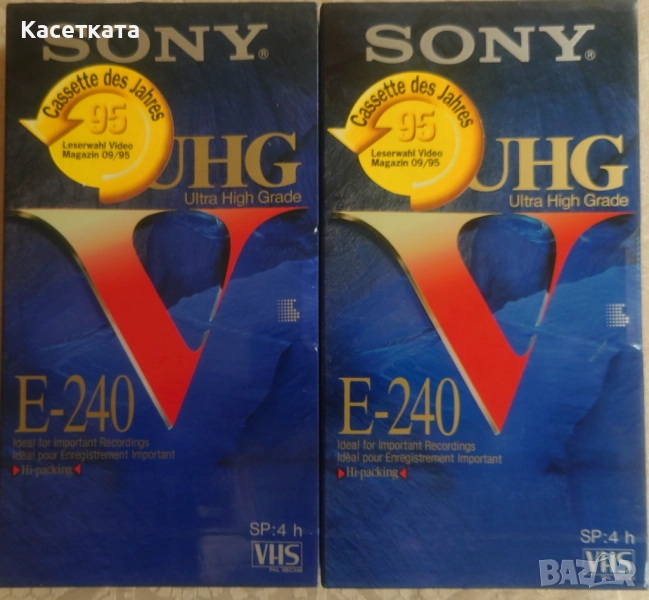 Касетката
SONY®
Cassette des Jahres
95
Leserwahl Video
Magazin 09/95
UHG
Ultra High Grade
V
E-240
Ideal for Important Recordings
Idéal pour Enregistrement Important
Hi-packing
SP:4 h
VHS
PAL SECAM
SONY®
Cassette des Jahres
95
Leserwahl Video
Magazin 09/95
UHG
Ultra High Grade
V
E-240
Ideal for Important Recordings
Idéal pour Enregistrement Important
Hi-packing
SP:4 h
VHS
BAZAR